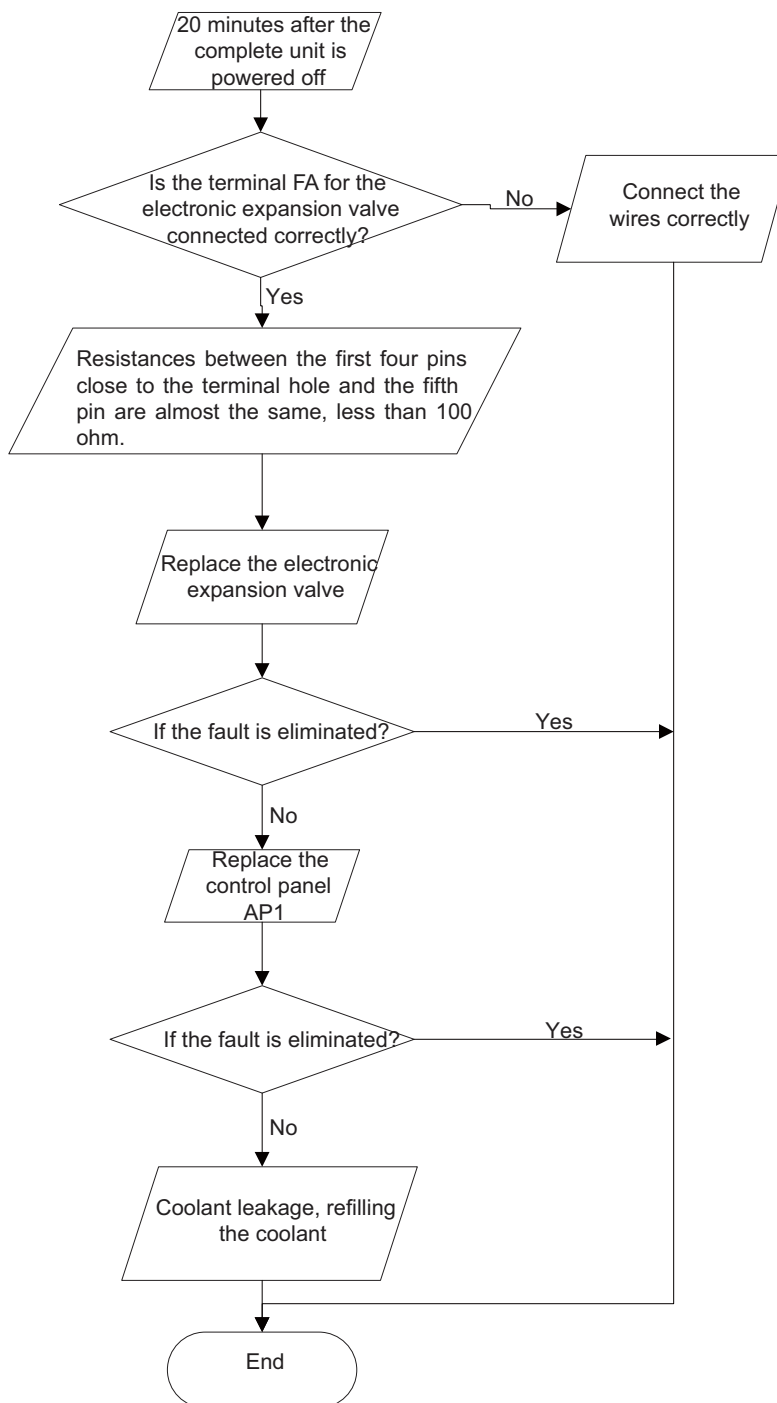 20 minutes after the
complete unit is
powered off
Is the terminal FA for the
electronic expansion valve
connected correctly?
No
Connect the
wires correctly
Yes
Resistances between the first four pins
close to the terminal hole and the fifth
pin are almost the same, less than 100
ohm.
Replace the electronic
expansion valve
If the fault is eliminated?
Yes
No
Replace the
control panel
AP1
If the fault is eliminated?
Yes
No
Coolant leakage, refilling
the coolant
End